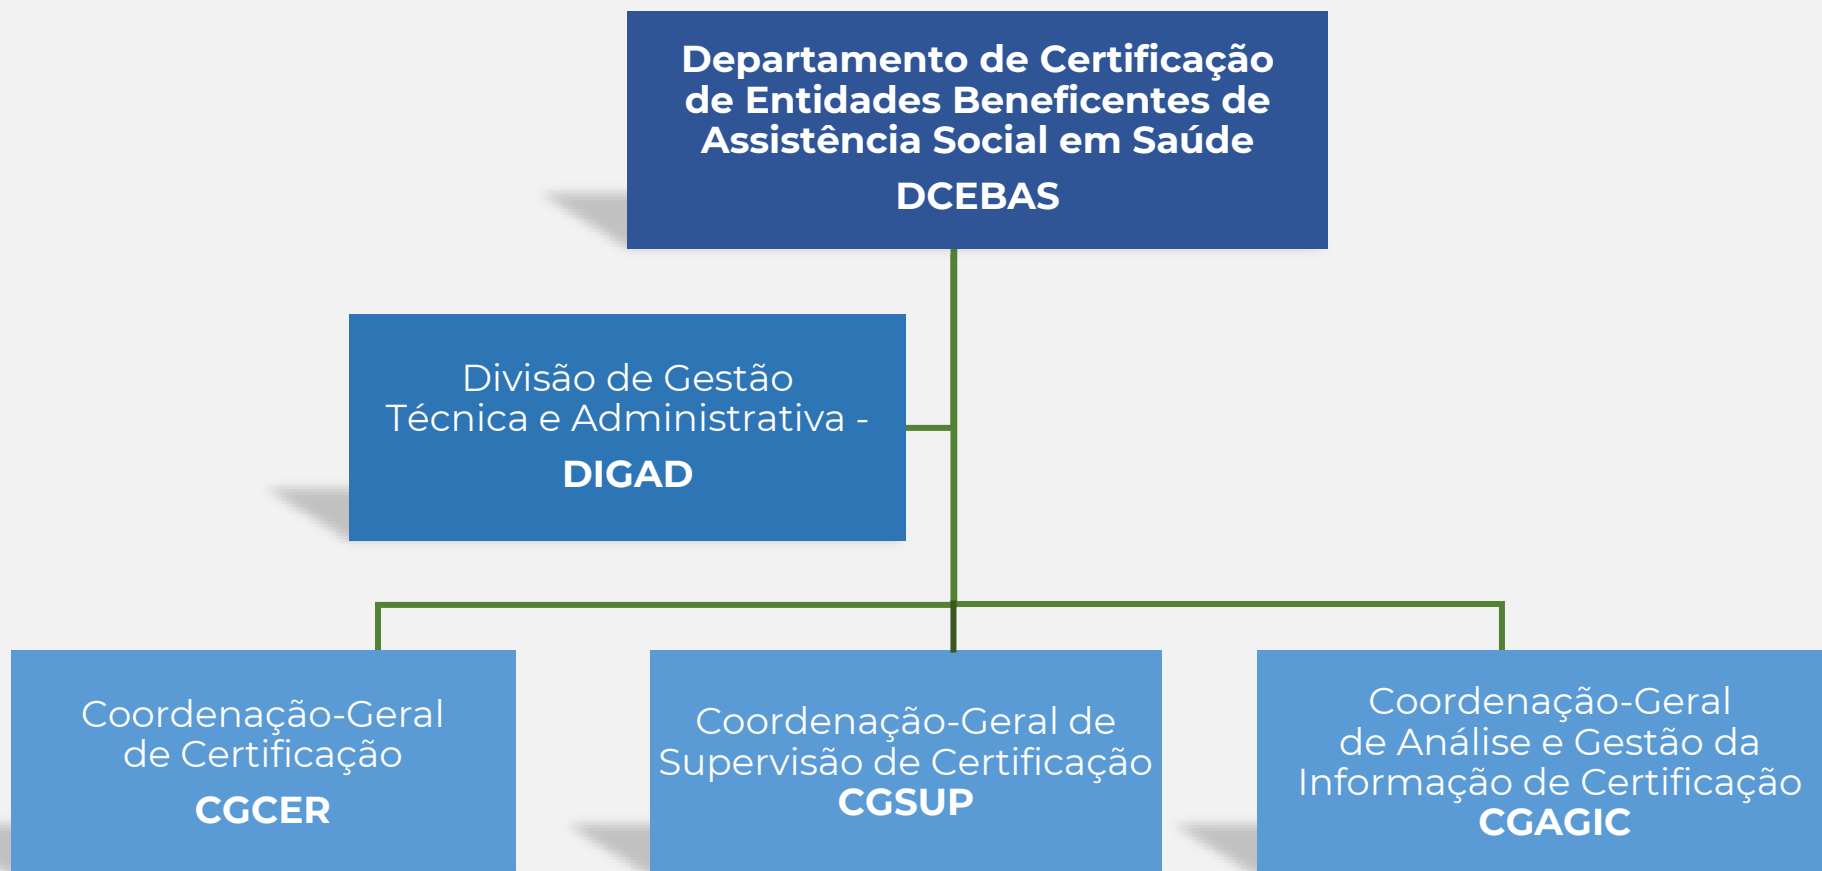 Departamento de Certificação
de Entidades Beneficentes de
Assistência Social em Saúde
DCEBAS
Divisão de Gestão
Técnica e Administrativa -
DIGAD
Coordenação-Geral
de Certificação
CGCER
Coordenação-Geral de
Supervisão de Certificação
CGSUP
Coordenação-Geral
de Análise e Gestão da
Informação de Certificação
CGAGIC